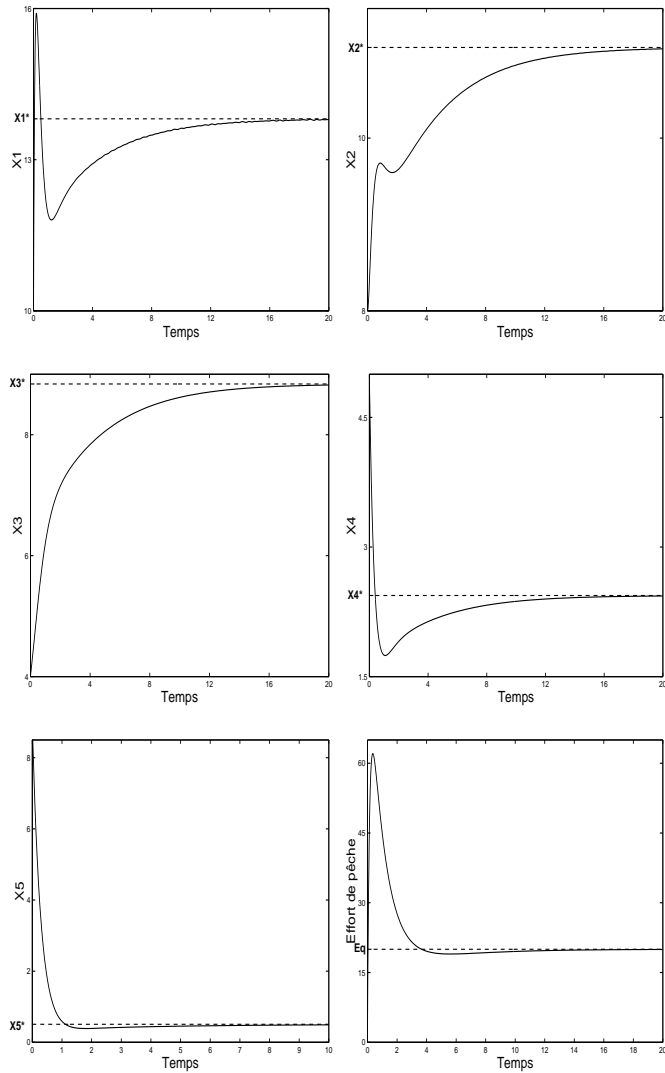 16
X1*
13
10
X1
0 4 8 12 16 20
Temps
X2*
10
8
X2
0 4 8 12 16 20
Temps
X3*
8
6
4
X3
0 4 8 12 16 20
Temps
4.5
3
X4*
1.5
X4
0 4 8 12 16 20
Temps
8
6
4
2
X5*
0
X5
0 1 2 3 4 5 6 7 8 9 10
Temps
60
45
30
Eq
15
0
Effort de pêche
0 2 4 6 8 10 12 14 16 18 20
Temps